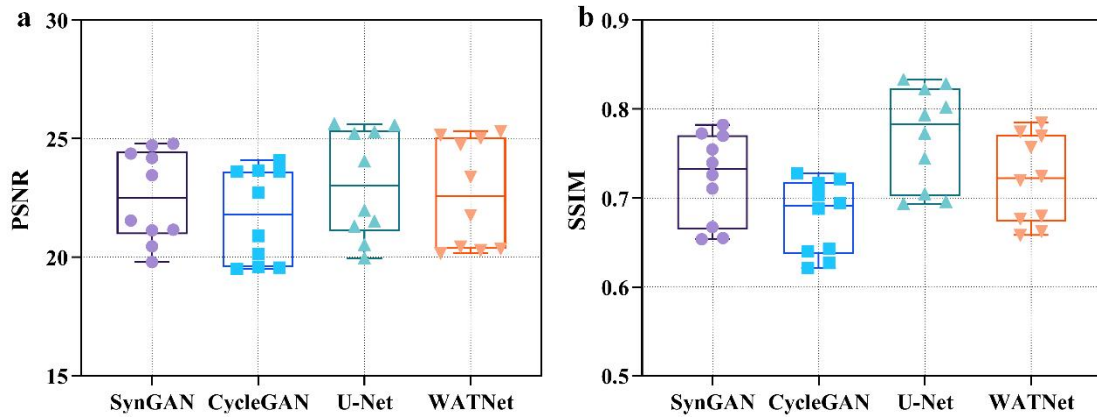 a
PSNR
30
25
20
15
SynGAN CycleGAN U-Net WATNet
b
SSIM
0.9
0.8
0.7
0.6
0.5
SynGAN CycleGAN U-Net WATNet